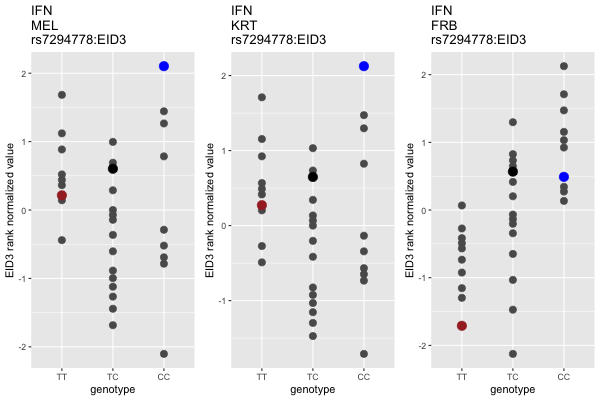 IFN
MEL
rs7294778:EID3
EID3 rank normalized value
2
1
0
-1
-2
TT
TC
CC
genotype
IFN
KRT
rs7294778:EID3
EID3 rank normalized value
2
1
0
-1
TT
TC
CC
genotype
IFN
FRB
rs7294778:EID3
EID3 rank normalized value
2
1
0
-1
-2
TT
TC
CC
genotype